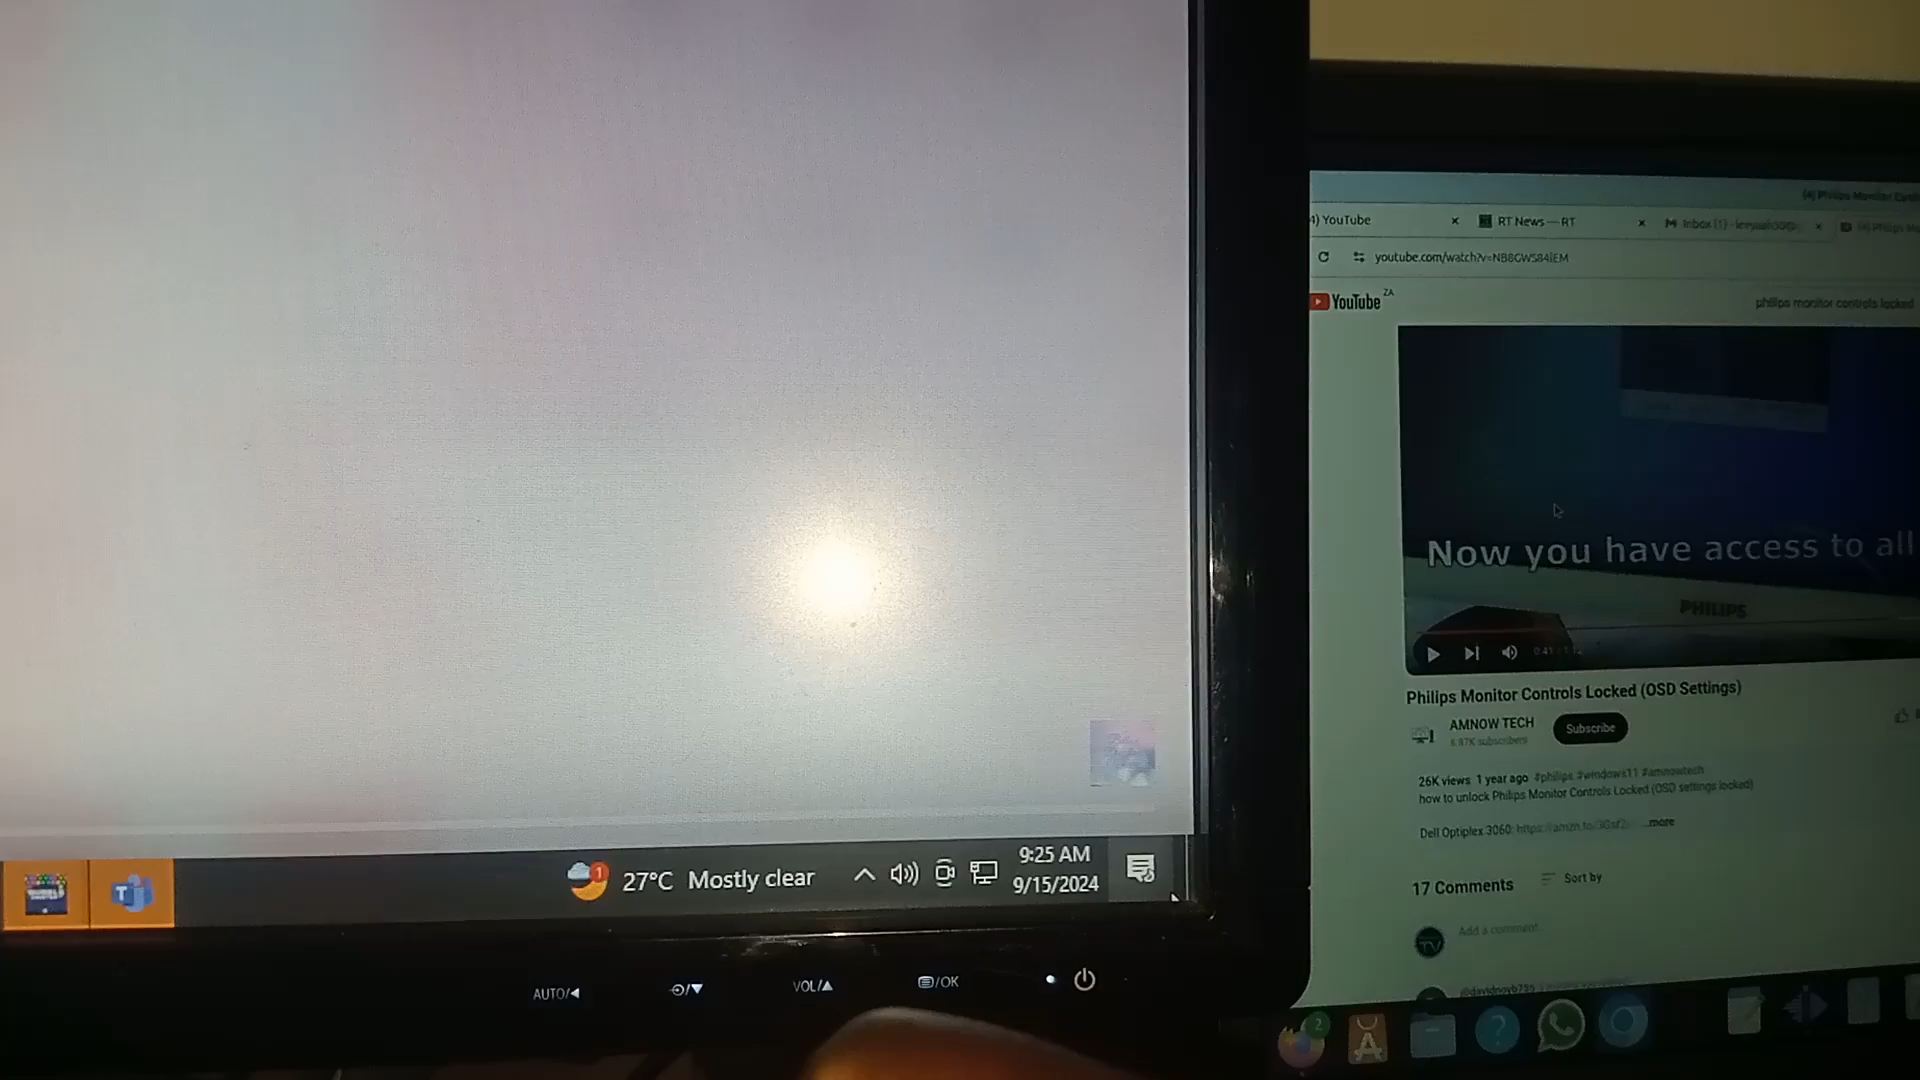 27°C Mostly clear
9:25 AM
9/15/2024
AUTO/◀
/▼
VOL/▲
/OK
YouTube
RT News — RT
Inbox (1)
youtube.com/watch?v=
YouTube ZA
philips monitor controls locked
Now you have access to all
PHILIPS
Philips Monitor Controls Locked (OSD Settings)
AMNOW TECH
Subscribe
26K views 1 year ago #philips #windows11 #amnowtech
how to unlock Philips Monitor Controls Locked (OSD settings locked)
Dell Optiplex 3060: ...more
17 Comments
Sort by
Add a comment...